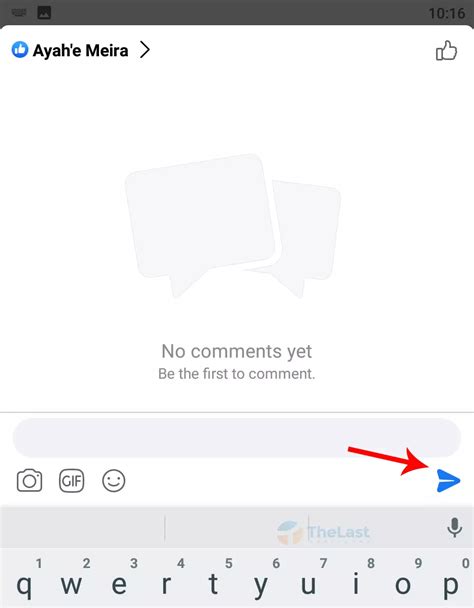 10:16
Ayah'e Meira
No comments yet
Be the first to comment.
GIF
TheLast
1 2 3 4 5 6 7 8 9 0
q w e r t y u i o p